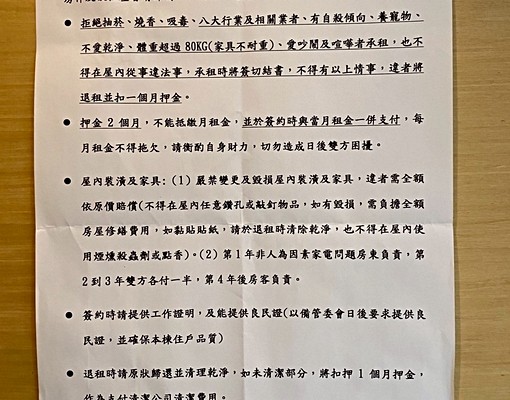 ● 拒絕抽菸、燒香、吸毒、八大行業及相關業者、有自殺傾向、養寵物、
不愛乾淨、體重超過 80KG(家具不耐重)、愛吵鬧及喧嘩者承租，也不
得在屋內從事違法事，承租時將簽切結書，不得有以上情事，違者將
退租並扣一個月押金。
● 押金 2 個月，不能抵繳月租金，並於簽約時與當月租金一併支付，每
月租金不得拖欠，請衡酌自身財力，切勿造成日後雙方困擾。
● 屋內裝潢及家具：(1) 嚴禁變更及毀損屋內裝潢及家具，違者需全額
依原價賠償(不得在屋內任意鑽孔或敲釘物品，如有毀損，需負擔全額
房屋修繕費用，如黏貼貼紙，請於退租時清除乾淨，也不得在屋內使
用煙燻殺蟲劑或點香)。(2) 第 1 年非人為因素家電問題房東負責，第
2 到 3 年雙方各付一半，第 4 年後房客負責。
● 簽約時請提供工作證明，及能提供良民證(以備管委會日後要求提供良
民證，並確保本棟住戶品質)
● 退租時請原狀歸還並清理乾淨，如未清潔部分，將扣押 1 個月押金，
作為支付清潔公司清潔費用。